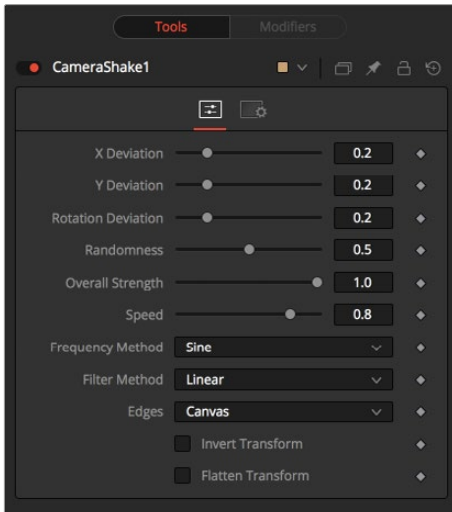 Tools Modifiers
CameraShake1
X Deviation 0.2
Y Deviation 0.2
Rotation Deviation 0.2
Randomness 0.5
Overall Strength 1.0
Speed 0.8
Frequency Method Sine
Filter Method Linear
Edges Canvas
Invert Transform
Flatten Transform